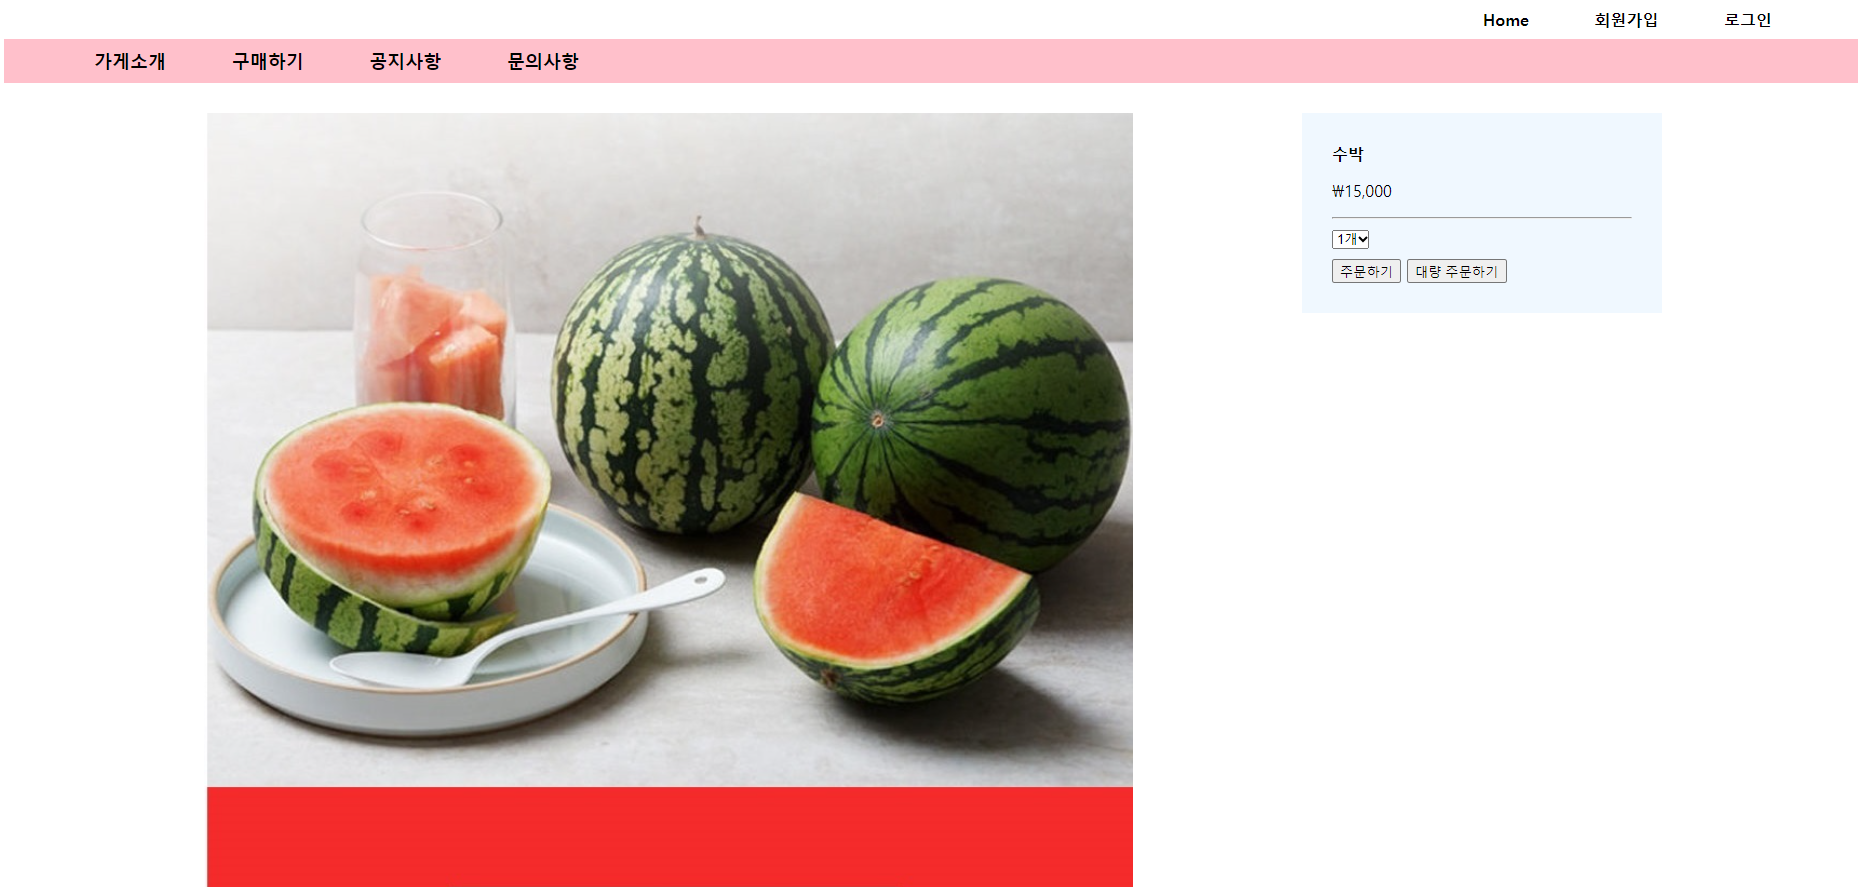 Home 회원가입 로그인
가게소개 구매하기 공지사항 문의사항
수박
₩15,000
1개
주문하기 대량 주문하기